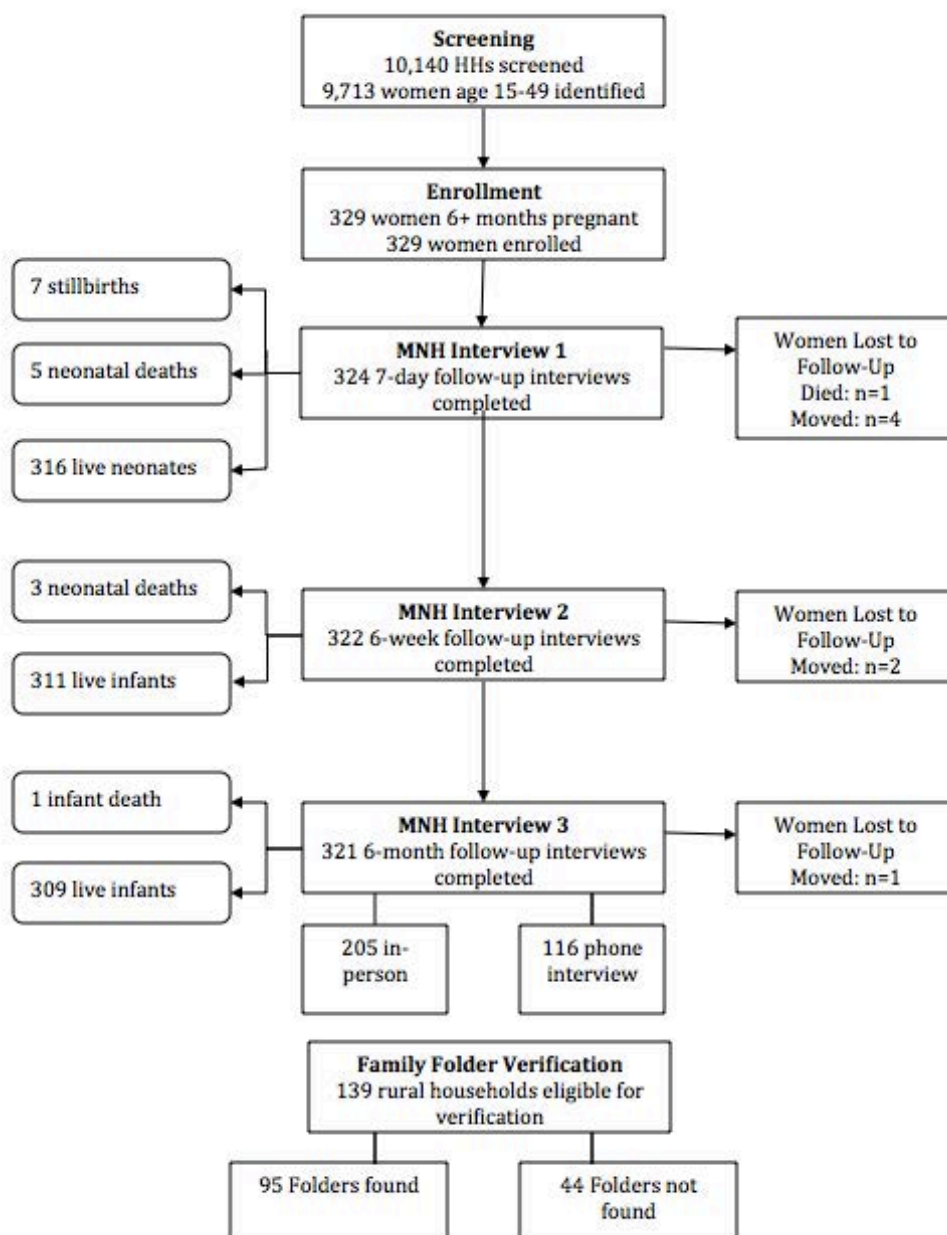 Screening
10,140 HHs screened
9,713 women age 15-49 identified
Enrollment
329 women 6+ months pregnant
329 women enrolled
7 stillbirths
5 neonatal deaths
316 live neonates
MNH Interview 1
324 7-day follow-up interviews
completed
Women Lost to
Follow-Up
Died: n=1
Moved: n=4
3 neonatal deaths
311 live infants
MNH Interview 2
322 6-week follow-up interviews
completed
Women Lost to
Follow-Up
Moved: n=2
1 infant death
309 live infants
MNH Interview 3
321 6-month follow-up interviews
completed
Women Lost to
Follow-Up
Moved: n=1
205 in-
person
116 phone
interview
Family Folder Verification
139 rural households eligible for
verification
95 Folders found
44 Folders not
found